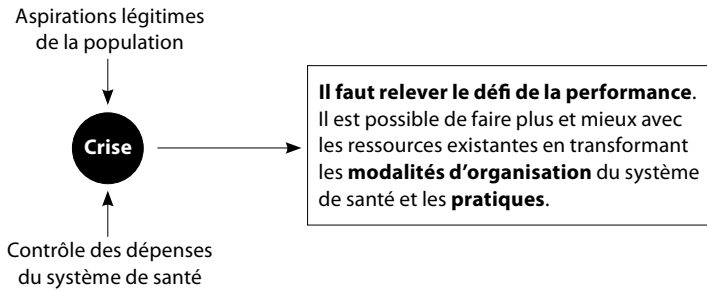 Aspirations légitimes
de la population
Crise
Contrôle des dépenses
du système de santé
Il faut relever le défi de la performance.
Il est possible de faire plus et mieux avec
les ressources existantes en transformant
les modalités d’organisation du système
de santé et les pratiques.